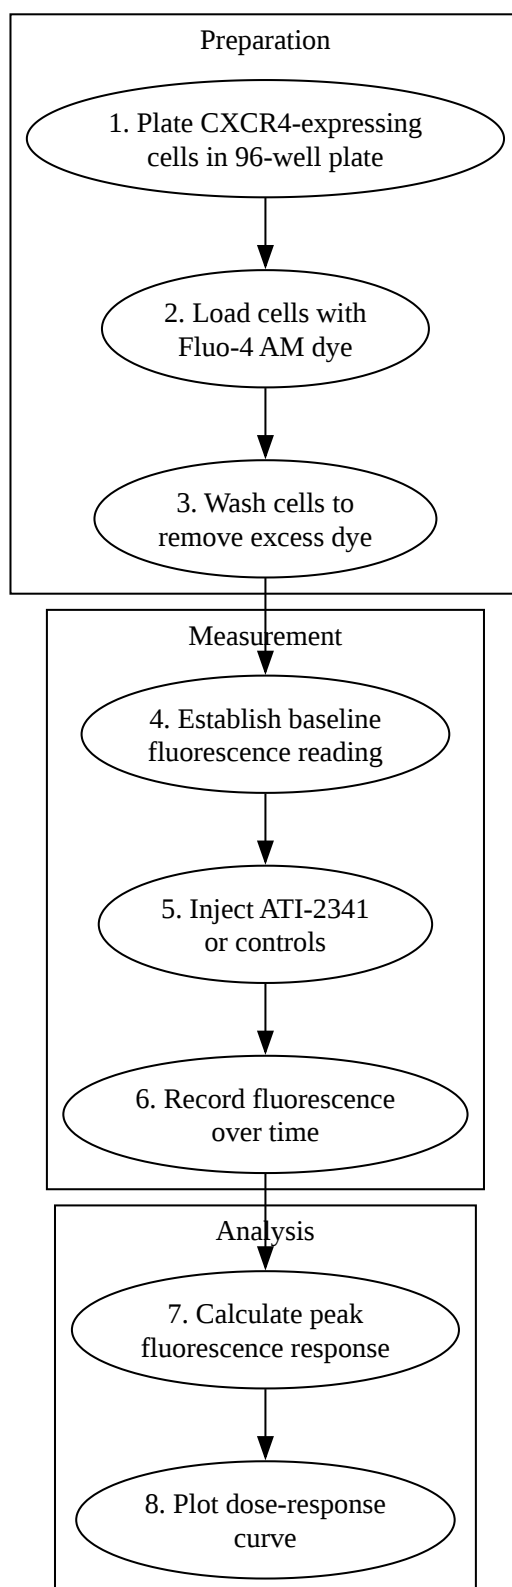 Preparation
1. Plate CXCR4-expressing
cells in 96-well plate
2. Load cells with
Fluo-4 AM dye
3. Wash cells to
remove excess dye
Measurement
4. Establish baseline
fluorescence reading
5. Inject ATI-2341
or controls
6. Record fluorescence
over time
Analysis
7. Calculate peak
fluorescence response
8. Plot dose-response
curve